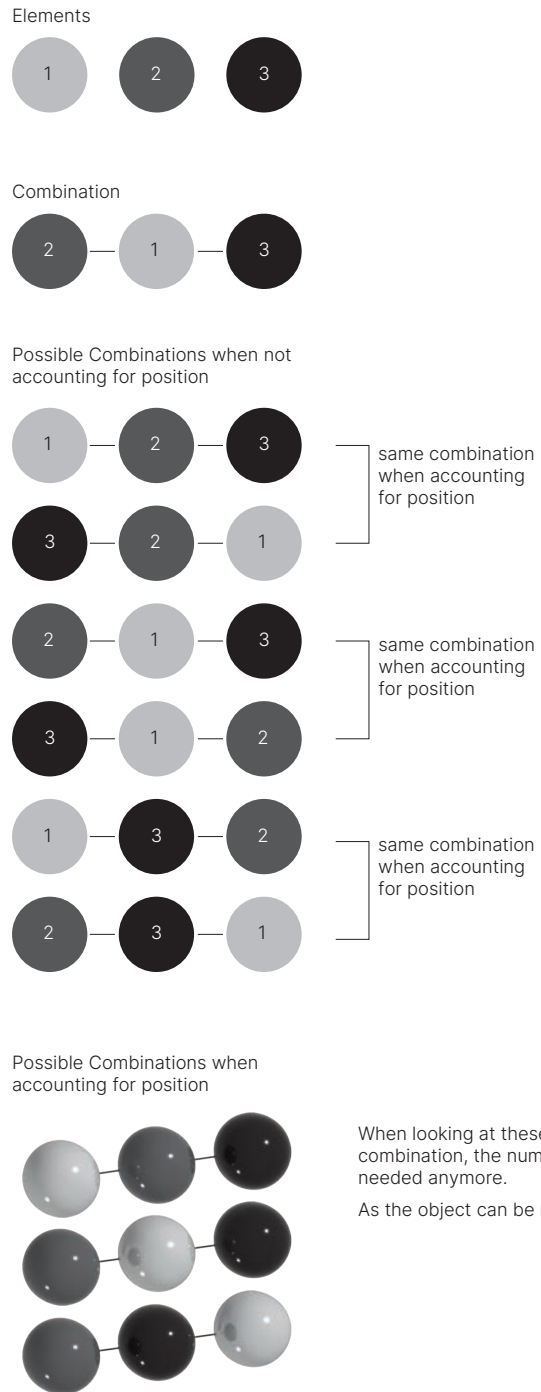 Elements
1 2 3
Combination
2 1 3
Possible Combinations when not
accounting for position
1 2 3
same combination
when accounting
for position
3 2 1
2 1 3
same combination
when accounting
for position
3 1 2
1 3 2
same combination
when accounting
for position
2 3 1
Possible Combinations when
accounting for position
When looking at these
combination, the num
needed anymore.
As the object can be